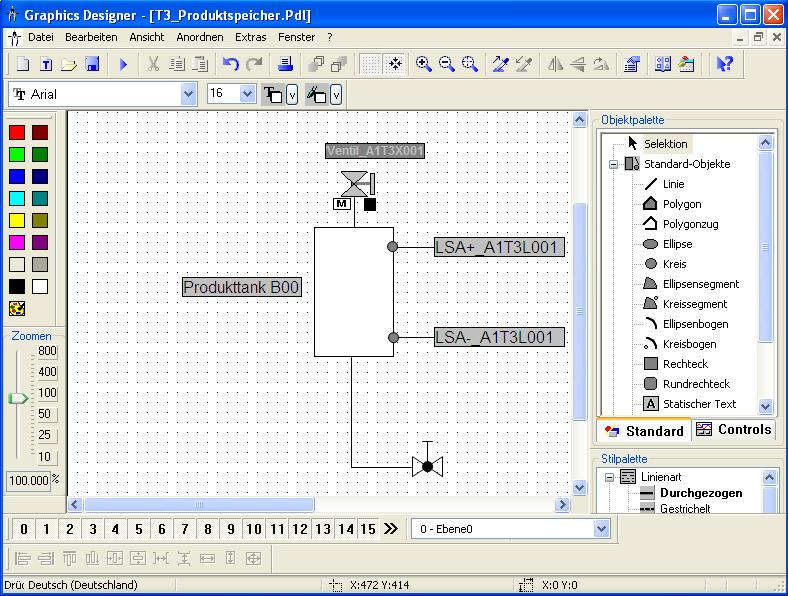 Graphics Designer - [T3_Produktspeicher.Pdl]
Datei Bearbeiten Ansicht Anordnen Extras Fenster ?
Arial 16
Objektpalette
Selektion
Standard-Objekte
Linie
Polygon
Polygonzug
Ellipse
Kreis
Ellipsensegment
Kreissegment
Ellipsenbogen
Kreisbogen
Rechteck
Rundrechteck
A Statischer Text
Standard Controls
Stilpalette
Linienart
Durchgezogen
Gestrichelt
Ventil_A1T3X001
M
LSA+_A1T3L001
Produkttank B00
LSA-_A1T3L001
Zoomen
800
400
100
50
25
10
100.000 %
0 1 2 3 4 5 6 7 8 9 10 11 12 13 14 15
0 - Ebene0
Drüc Deutsch (Deutschland) X:472 Y:414 X:0 Y:0